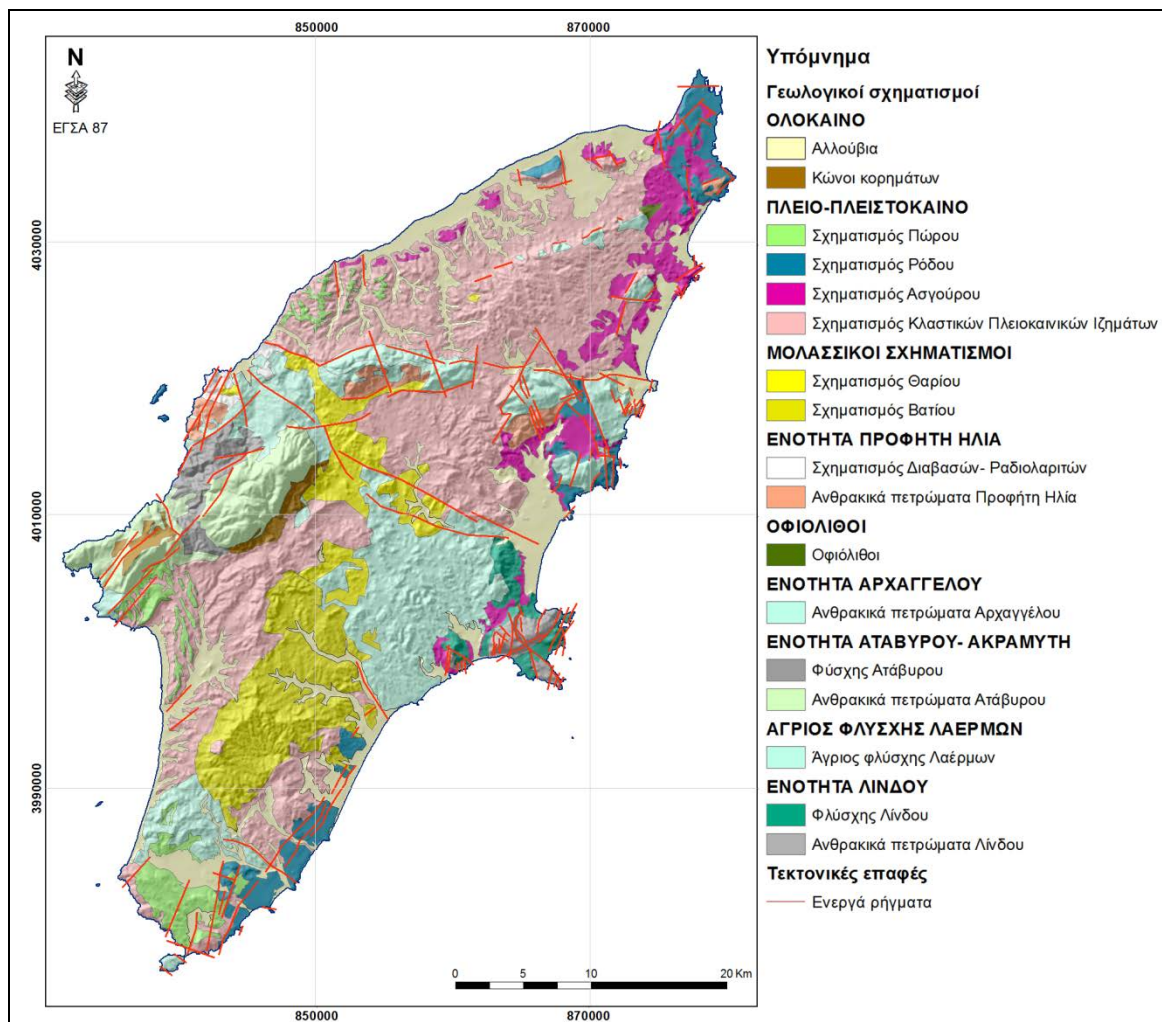 850000
870000
N
ΕΓΣΑ 87
4030000
4010000
3990000
0
5
10
20 Km
850000
870000
Υπόμνημα
Γεωλογικοί σχηματισμοί
ΟΛΟΚΑΙΝΟ
Αλλούβια
Κώνοι κορημάτων
ΠΛΕΙΟ-ΠΛΕΙΣΤΟΚΑΙΝΟ
Σχηματισμός Πώρου
Σχηματισμός Ρόδου
Σχηματισμός Ασγούρου
Σχηματισμός Κλαστικών Πλειοκαινικών Ιζημάτων
ΜΟΛΑΣΣΙΚΟΙ ΣΧΗΜΑΤΙΣΜΟΙ
Σχηματισμός Θαρίου
Σχηματισμός Βατίου
ΕΝΟΤΗΤΑ ΠΡΟΦΗΤΗ ΗΛΙΑ
Σχηματισμός Διαβασών- Ραδιολαριτών
Ανθρακικά πετρώματα Προφήτη Ηλία
ΟΦΙΟΛΙΘΟΙ
Οφιόλιθοι
ΕΝΟΤΗΤΑ ΑΡΧΑΓΓΕΛΟΥ
Ανθρακικά πετρώματα Αρχαγγέλου
ΕΝΟΤΗΤΑ ΑΤΑΒΥΡΟΥ- ΑΚΡΑΜΥΤΗ
Φύσχης Ατάβυρου
Ανθρακικά πετρώματα Ατάβυρου
ΑΓΡΙΟΣ ΦΛΥΣΧΗΣ ΛΑΕΡΜΩΝ
Άγριος φλύσχης Λαέρμων
ΕΝΟΤΗΤΑ ΛΙΝΔΟΥ
Φλύσχης Λίνδου
Ανθρακικά πετρώματα Λίνδου
Τεκτονικές επαφές
Ενεργά ρήγματα